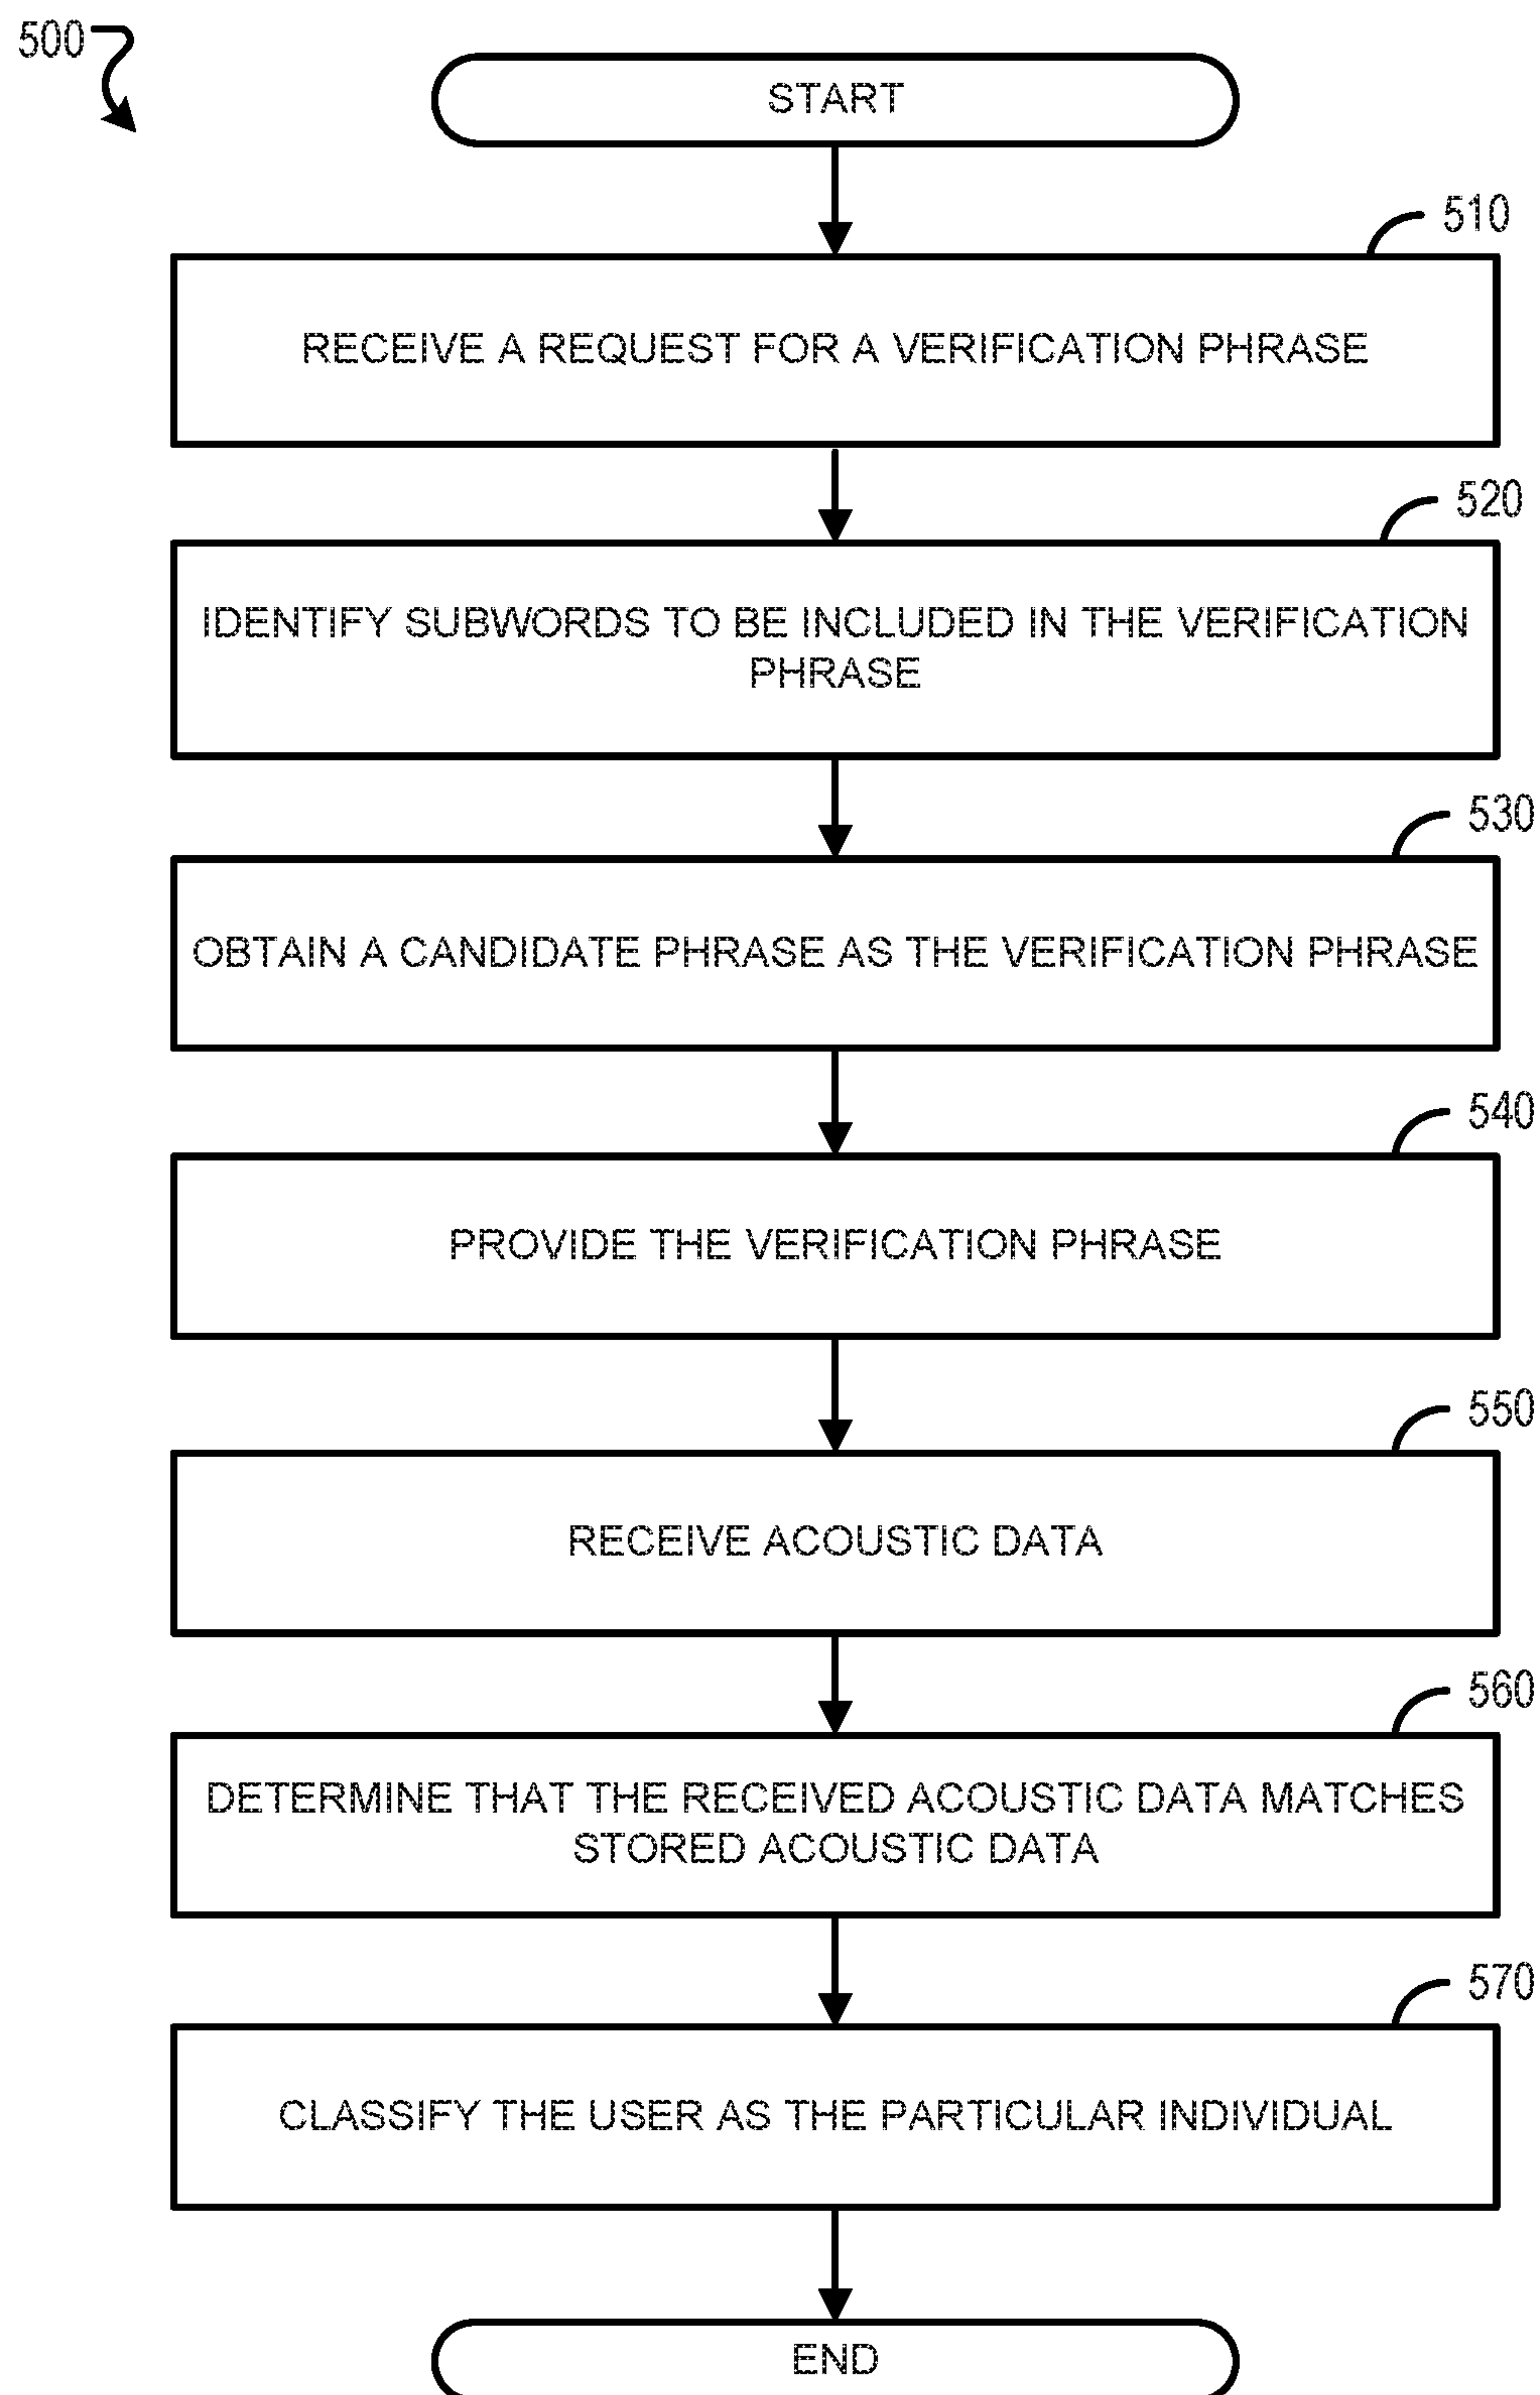 500
START
510
RECEIVE A REQUEST FOR A VERIFICATION PHRASE
520
IDENTIFY SUBWORDS TO BE INCLUDED IN THE VERIFICATION
PHRASE
530
OBTAIN A CANDIDATE PHRASE AS THE VERIFICATION PHRASE
540
PROVIDE THE VERIFICATION PHRASE
550
RECEIVE ACOUSTIC DATA
560
DETERMINE THAT THE RECEIVED ACOUSTIC DATA MATCHES
STORED ACOUSTIC DATA
570
CLASSIFY THE USER AS THE PARTICULAR INDIVIDUAL
END